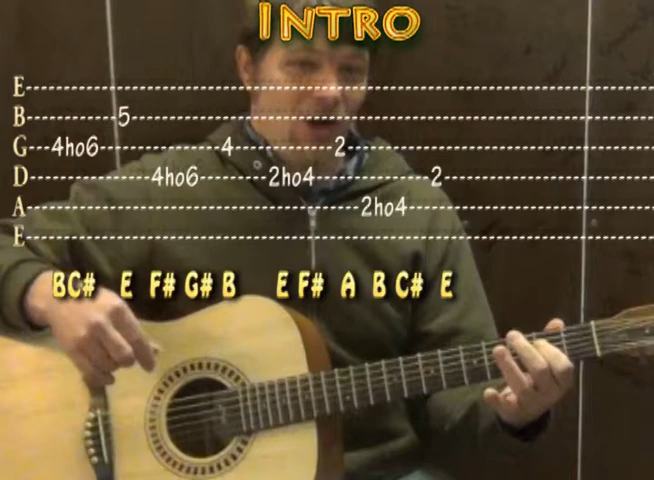 INTRO
E
B 5
G 4ho6 4 2
D 4ho6 2ho4 2
A 2ho4
E
BC# E F# G# B E F# A B C# E